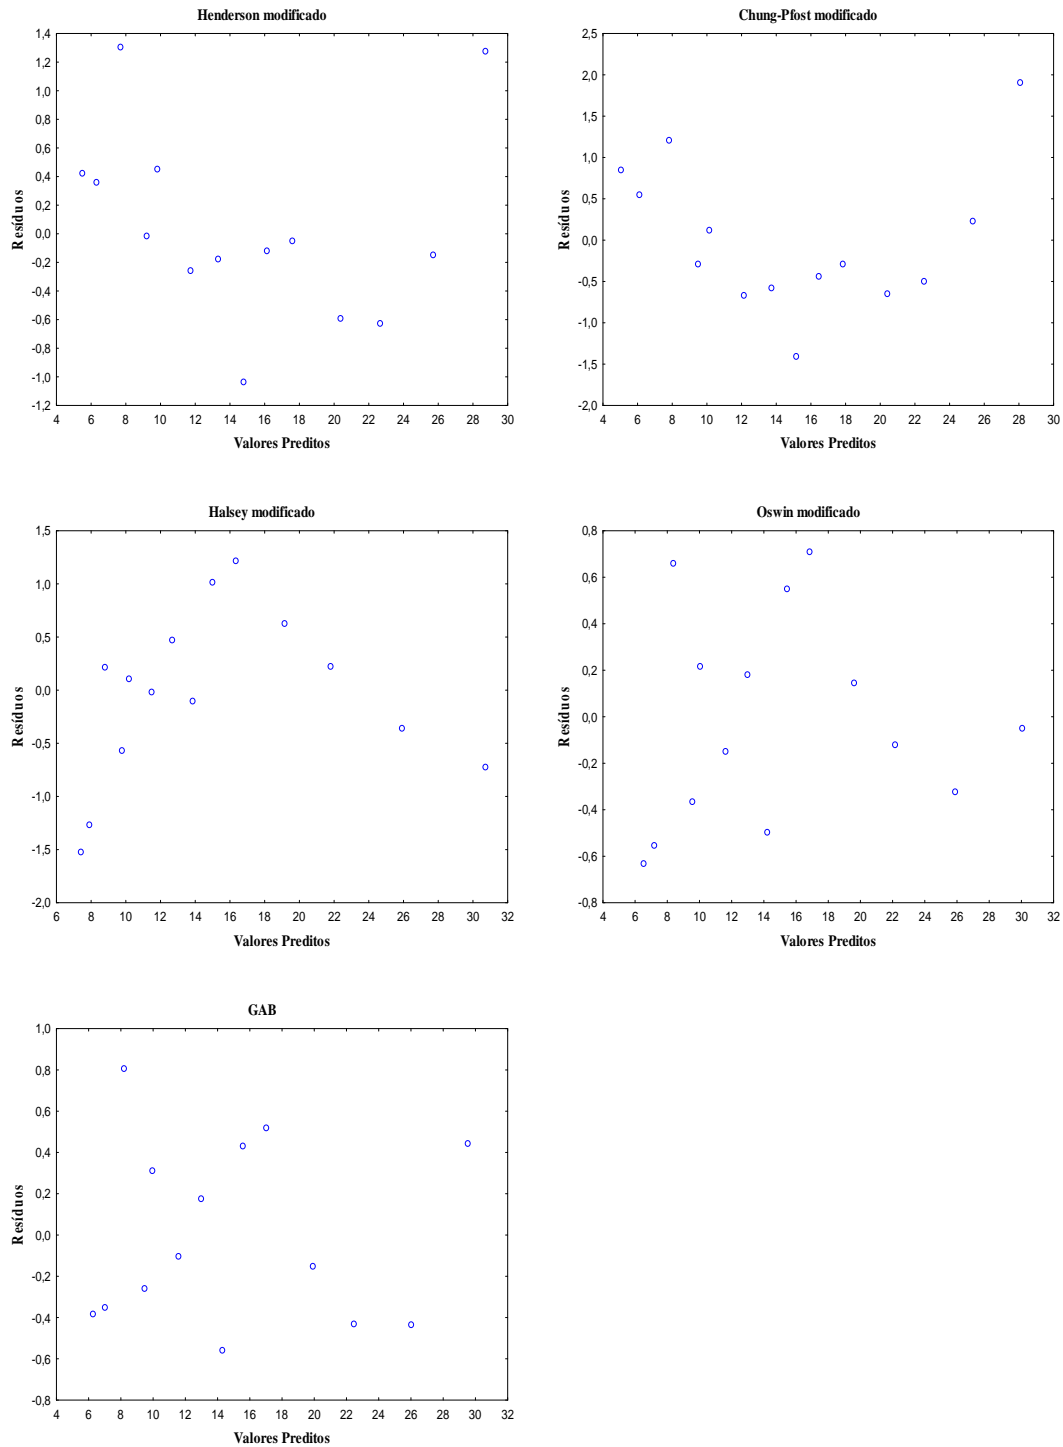 Henderson modificado
1,4
1,2
1,0
0,8
0,6
0,4
0,2
0,0
-0,2
-0,4
-0,6
-0,8
-1,0
-1,2
Resíduos
4 6 8 10 12 14 16 18 20 22 24 26 28 30
Valores Preditos
Chung-Pfost modificado
2,5
2,0
1,5
1,0
0,5
0,0
-0,5
-1,0
-1,5
-2,0
Resíduos
4 6 8 10 12 14 16 18 20 22 24 26 28 30
Valores Preditos
Halsey modificado
1,5
1,0
0,5
0,0
-0,5
-1,0
-1,5
-2,0
Resíduos
6 8 10 12 14 16 18 20 22 24 26 28 30 32
Valores Preditos
Oswin modificado
0,8
0,6
0,4
0,2
0,0
-0,2
-0,4
-0,6
-0,8
Resíduos
4 6 8 10 12 14 16 18 20 22 24 26 28 30 32
Valores Preditos
GAB
1,0
0,8
0,6
0,4
0,2
0,0
-0,2
-0,4
-0,6
-0,8
Resíduos
4 6 8 10 12 14 16 18 20 22 24 26 28 30 32
Valores Preditos